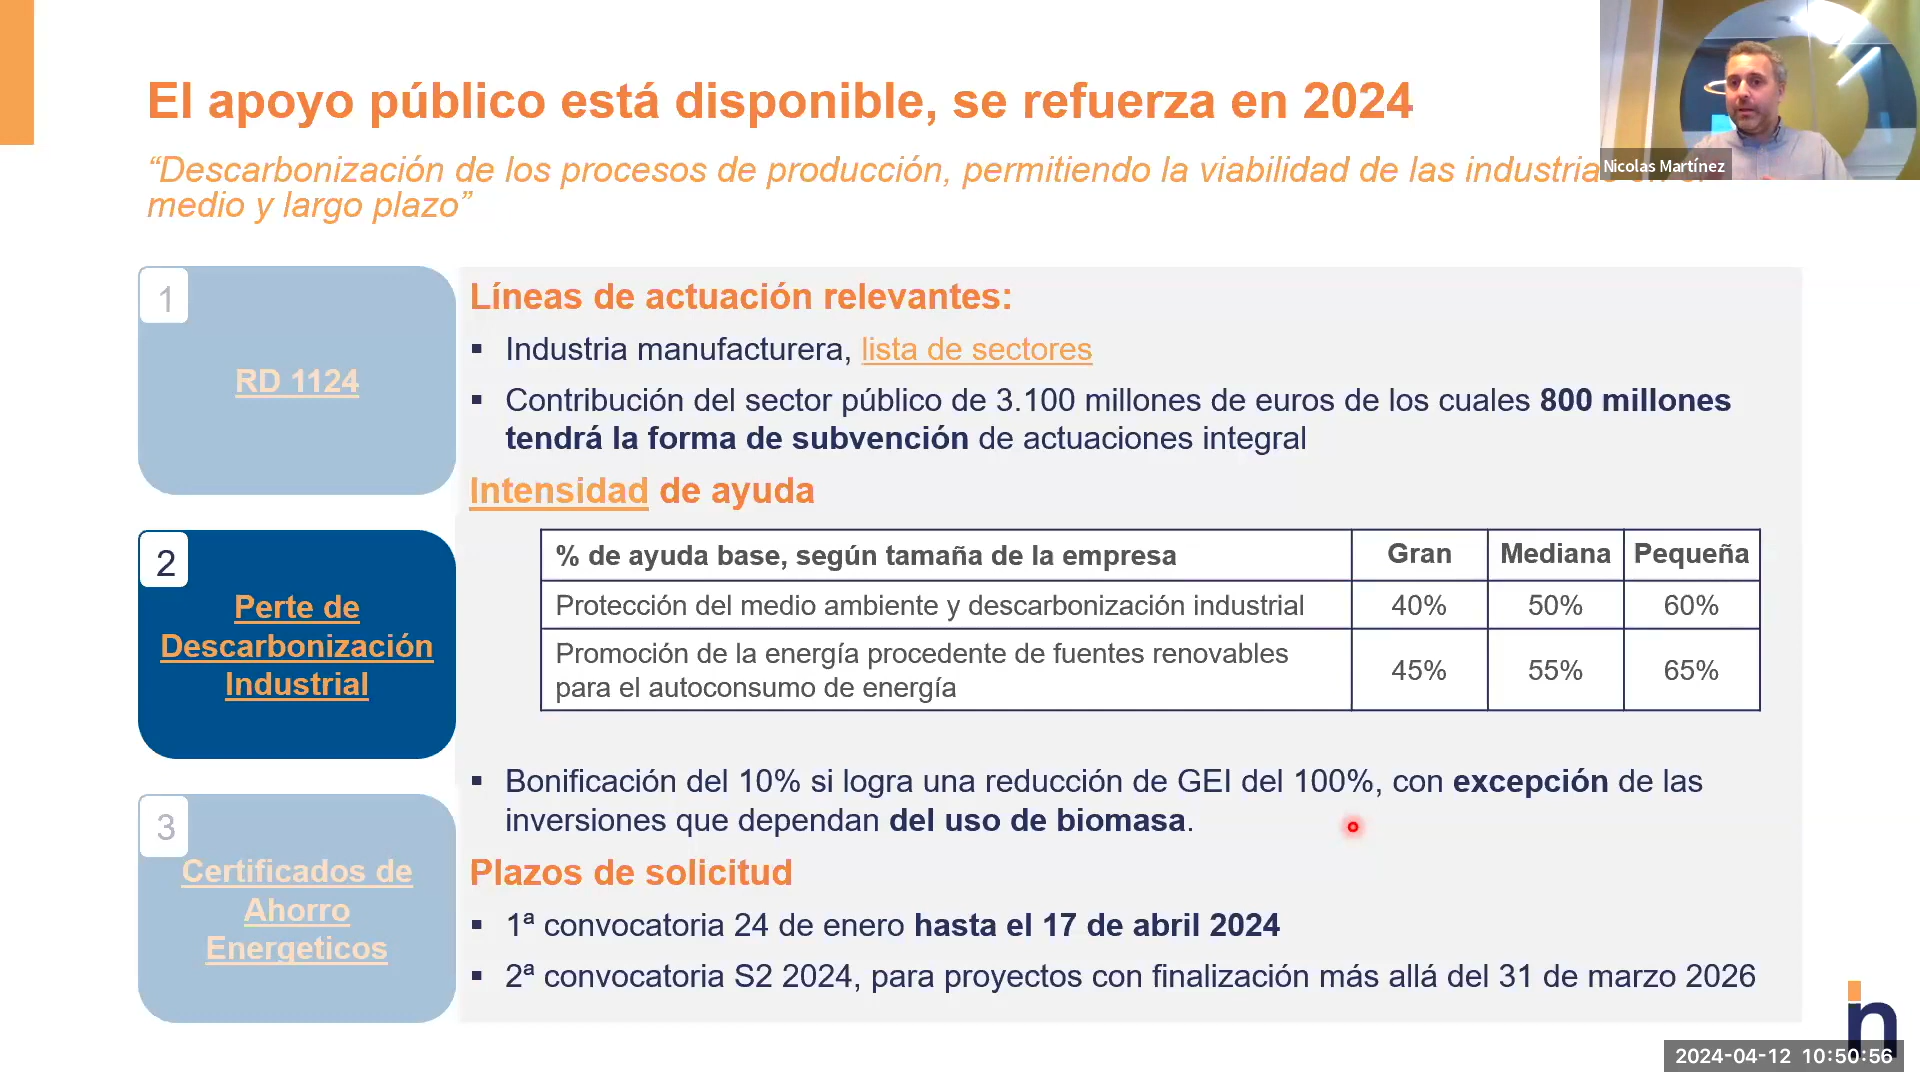 El apoyo público está disponible, se refuerza en 2024
“Descarbonización de los procesos de producción, permitiendo la viabilidad de las industria
medio y largo plazo”
Nicolas Martínez
1
RD 1124
2
Perte de
Descarbonización
Industrial
3
Certificados de
Ahorro
Energeticos
Líneas de actuación relevantes:
▪ Industria manufacturera, lista de sectores
▪ Contribución del sector público de 3.100 millones de euros de los cuales 800 millones
tendrá la forma de subvención de actuaciones integral
Intensidad de ayuda
% de ayuda base, según tamaña de la empresa Gran Mediana Pequeña
Protección del medio ambiente y descarbonización industrial 40% 50% 60%
Promoción de la energía procedente de fuentes renovables
para el autoconsumo de energía 45% 55% 65%
▪ Bonificación del 10% si logra una reducción de GEI del 100%, con excepción de las
inversiones que dependan del uso de biomasa.
Plazos de solicitud
▪ 1ª convocatoria 24 de enero hasta el 17 de abril 2024
▪ 2ª convocatoria S2 2024, para proyectos con finalización más allá del 31 de marzo 2026
in
2024-04-12 10:50:56